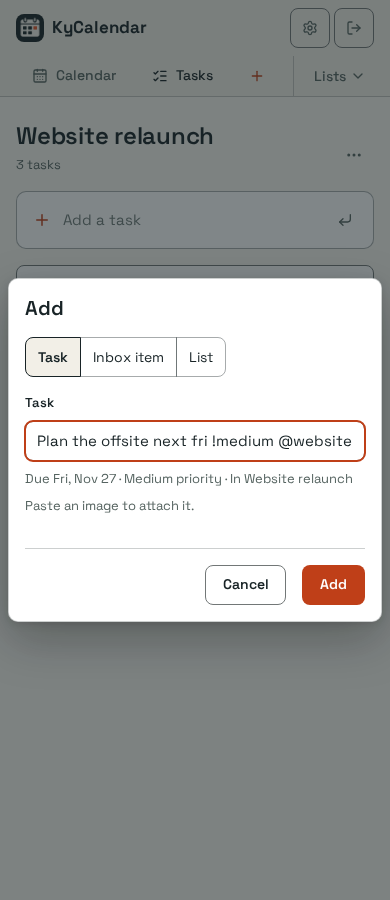 KyCalendar
Calendar
Tasks
Lists
Website relaunch
3 tasks
Add a task
Add
Task
Inbox item
List
Task
Plan the offsite next fri !medium @website
Due Fri, Nov 27 · Medium priority · In Website relaunch
Paste an image to attach it.
Cancel
Add